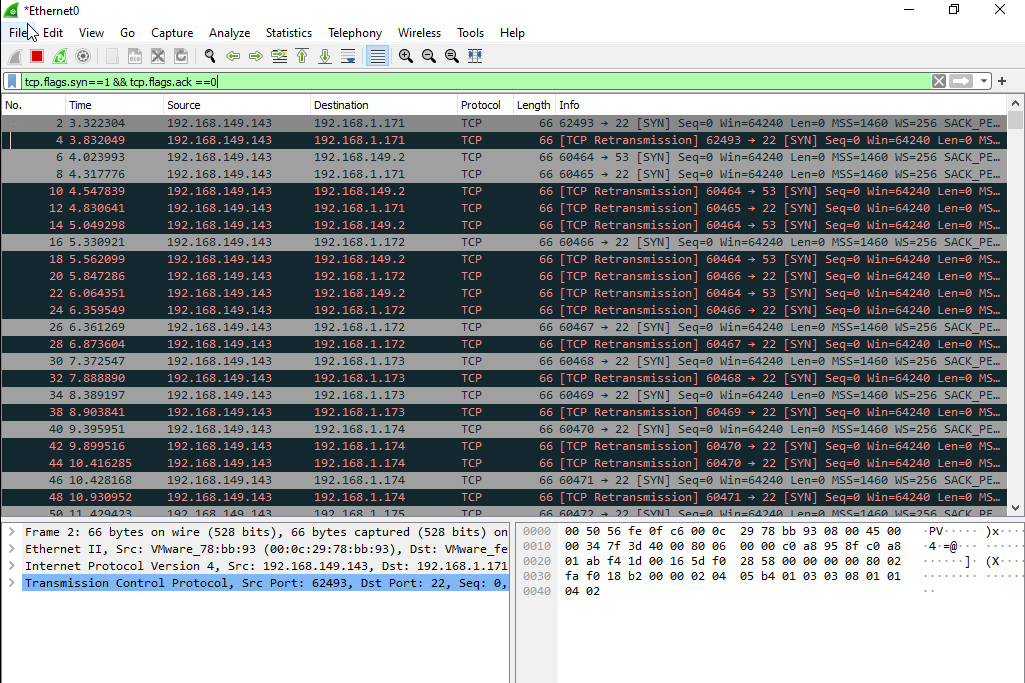 *Ethernet0
File Edit View Go Capture Analyze Statistics Telephony Wireless Tools Help
tcp.flags.syn==1 && tcp.flags.ack ==0
No. Time Source Destination Protocol Length Info
2 3.322304 192.168.149.143 192.168.1.171 TCP 66 62493 → 22 [SYN] Seq=0 Win=64240 Len=0 MSS=1460 WS=256 SACK_PE…
4 3.832049 192.168.149.143 192.168.1.171 TCP 66 [TCP Retransmission] 62493 → 22 [SYN] Seq=0 Win=64240 Len=0 MS…
6 4.023993 192.168.149.143 192.168.149.2 TCP 66 60464 → 53 [SYN] Seq=0 Win=64240 Len=0 MSS=1460 WS=256 SACK_PE…
8 4.317776 192.168.149.143 192.168.1.171 TCP 66 60465 → 22 [SYN] Seq=0 Win=64240 Len=0 MSS=1460 WS=256 SACK_PE…
10 4.547839 192.168.149.143 192.168.149.2 TCP 66 [TCP Retransmission] 60464 → 53 [SYN] Seq=0 Win=64240 Len=0 MS…
12 4.830641 192.168.149.143 192.168.1.171 TCP 66 [TCP Retransmission] 60465 → 22 [SYN] Seq=0 Win=64240 Len=0 MS…
14 5.049298 192.168.149.143 192.168.149.2 TCP 66 [TCP Retransmission] 60464 → 53 [SYN] Seq=0 Win=64240 Len=0 MS…
16 5.330921 192.168.149.143 192.168.1.172 TCP 66 60466 → 22 [SYN] Seq=0 Win=64240 Len=0 MSS=1460 WS=256 SACK_PE…
18 5.562099 192.168.149.143 192.168.149.2 TCP 66 [TCP Retransmission] 60464 → 53 [SYN] Seq=0 Win=64240 Len=0 MS…
20 5.847286 192.168.149.143 192.168.1.172 TCP 66 [TCP Retransmission] 60466 → 22 [SYN] Seq=0 Win=64240 Len=0 MS…
22 6.064351 192.168.149.143 192.168.149.2 TCP 66 [TCP Retransmission] 60464 → 53 [SYN] Seq=0 Win=64240 Len=0 MS…
24 6.359549 192.168.149.143 192.168.1.172 TCP 66 [TCP Retransmission] 60466 → 22 [SYN] Seq=0 Win=64240 Len=0 MS…
26 6.361269 192.168.149.143 192.168.1.172 TCP 66 60467 → 22 [SYN] Seq=0 Win=64240 Len=0 MSS=1460 WS=256 SACK_PE…
28 6.873604 192.168.149.143 192.168.1.172 TCP 66 [TCP Retransmission] 60467 → 22 [SYN] Seq=0 Win=64240 Len=0 MS…
30 7.372547 192.168.149.143 192.168.1.173 TCP 66 60468 → 22 [SYN] Seq=0 Win=64240 Len=0 MSS=1460 WS=256 SACK_PE…
32 7.888890 192.168.149.143 192.168.1.173 TCP 66 [TCP Retransmission] 60468 → 22 [SYN] Seq=0 Win=64240 Len=0 MS…
34 8.389197 192.168.149.143 192.168.1.173 TCP 66 60469 → 22 [SYN] Seq=0 Win=64240 Len=0 MSS=1460 WS=256 SACK_PE…
38 8.903841 192.168.149.143 192.168.1.173 TCP 66 [TCP Retransmission] 60469 → 22 [SYN] Seq=0 Win=64240 Len=0 MS…
40 9.395951 192.168.149.143 192.168.1.174 TCP 66 60470 → 22 [SYN] Seq=0 Win=64240 Len=0 MSS=1460 WS=256 SACK_PE…
42 9.899516 192.168.149.143 192.168.1.174 TCP 66 [TCP Retransmission] 60470 → 22 [SYN] Seq=0 Win=64240 Len=0 MS…
44 10.416285 192.168.149.143 192.168.1.174 TCP 66 [TCP Retransmission] 60470 → 22 [SYN] Seq=0 Win=64240 Len=0 MS…
46 10.428168 192.168.149.143 192.168.1.174 TCP 66 60471 → 22 [SYN] Seq=0 Win=64240 Len=0 MSS=1460 WS=256 SACK_PE…
48 10.930952 192.168.149.143 192.168.1.174 TCP 66 [TCP Retransmission] 60471 → 22 [SYN] Seq=0 Win=64240 Len=0 MS…
50 11.429423 192.168.149.143 192.168.1.175 TCP 66 60472 → 22 [SYN] Seq=0 Win=64240 Len=0 MSS=1460 WS=256 SACK_PE…
Frame 2: 66 bytes on wire (528 bits), 66 bytes captured (528 bits) on
Ethernet II, Src: VMware_78:bb:93 (00:0c:29:78:bb:93), Dst: VMware_fe
Internet Protocol Version 4, Src: 192.168.149.143, Dst: 192.168.1.171
Transmission Control Protocol, Src Port: 62493, Dst Port: 22, Seq: 0,
0000 00 50 56 fe 0f c6 00 0c 29 78 bb 93 08 00 45 00 ·PV····· )x····
0010 00 34 7f 3d 40 00 80 06 00 00 c0 a8 95 8f c0 a8 ·4·=@··· ······
0020 01 ab f4 1d 00 16 5d f0 28 58 00 00 00 00 80 02 ······]· (X····
0030 fa f0 18 b2 00 00 02 04 05 b4 01 03 03 08 01 01 ········ ······
0040 04 02 ··